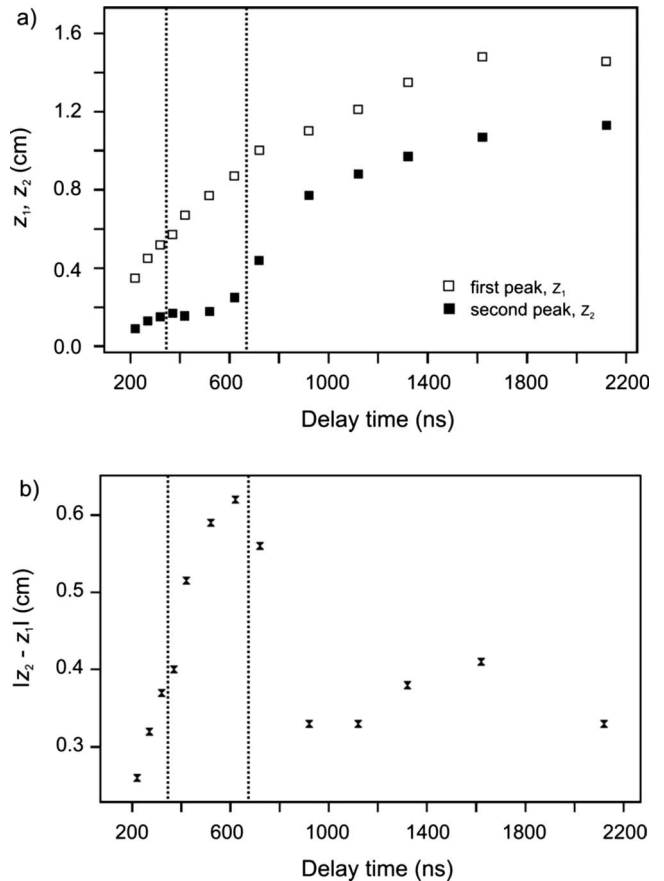 a)
1.6
1.2
0.8
0.4
0.0
z₁, z₂ (cm)
first peak, z₁
second peak, z₂
200 600 1000 1400 1800 2200
Delay time (ns)
b)
0.6
0.5
0.4
0.3
|z₂ - z₁| (cm)
200 600 1000 1400 1800 2200
Delay time (ns)